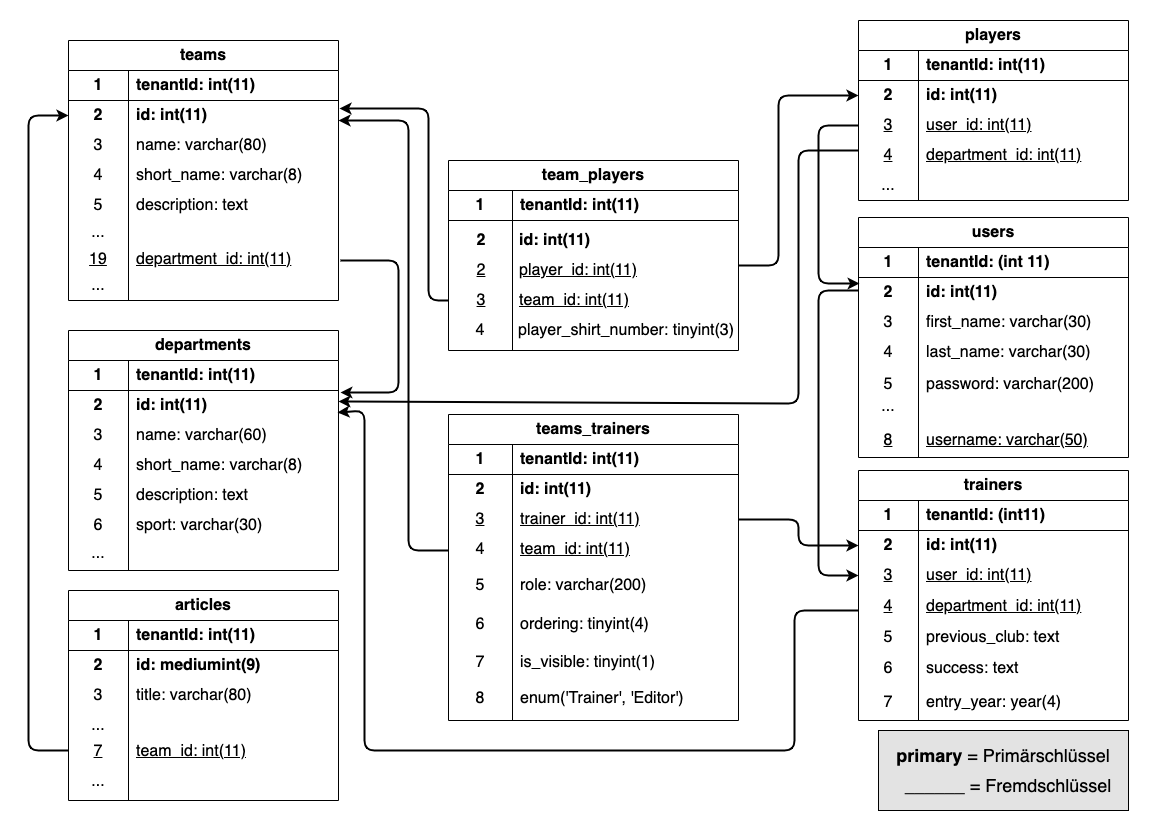 teams
1 tenantId: int(11)
2 id: int(11)
3 name: varchar(80)
4 short_name: varchar(8)
5 description: text
...
19 department_id: int(11)
...
departments
1 tenantId: int(11)
2 id: int(11)
3 name: varchar(60)
4 short_name: varchar(8)
5 description: text
6 sport: varchar(30)
...
articles
1 tenantId: int(11)
2 id: mediumint(9)
3 title: varchar(80)
...
7 team_id: int(11)
...
team_players
1 tenantId: int(11)
2 id: int(11)
2 player_id: int(11)
3 team_id: int(11)
4 player_shirt_number: tinyint(3)
teams_trainers
1 tenantId: int(11)
2 id: int(11)
3 trainer_id: int(11)
4 team_id: int(11)
5 role: varchar(200)
6 ordering: tinyint(4)
7 is_visible: tinyint(1)
8 enum('Trainer', 'Editor')
players
1 tenantId: int(11)
2 id: int(11)
3 user_id: int(11)
4 department_id: int(11)
...
users
1 tenantId: (int 11)
2 id: int(11)
3 first_name: varchar(30)
4 last_name: varchar(30)
5 password: varchar(200)
...
8 username: varchar(50)
trainers
1 tenantId: (int11)
2 id: int(11)
3 user_id: int(11)
4 department_id: int(11)
5 previous_club: text
6 success: text
7 entry_year: year(4)
primary = Primärschlüssel
______ = Fremdschlüssel